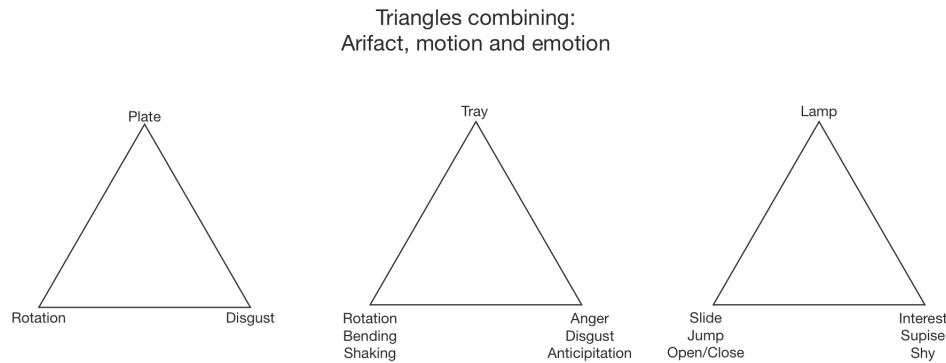 Triangles combining:
Arifact, motion and emotion
Plate
Rotation
Disgust
Tray
Rotation
Bending
Shaking
Anger
Disgust
Anticipitation
Lamp
Slide
Jump
Open/Close
Interest
Supise
Shy